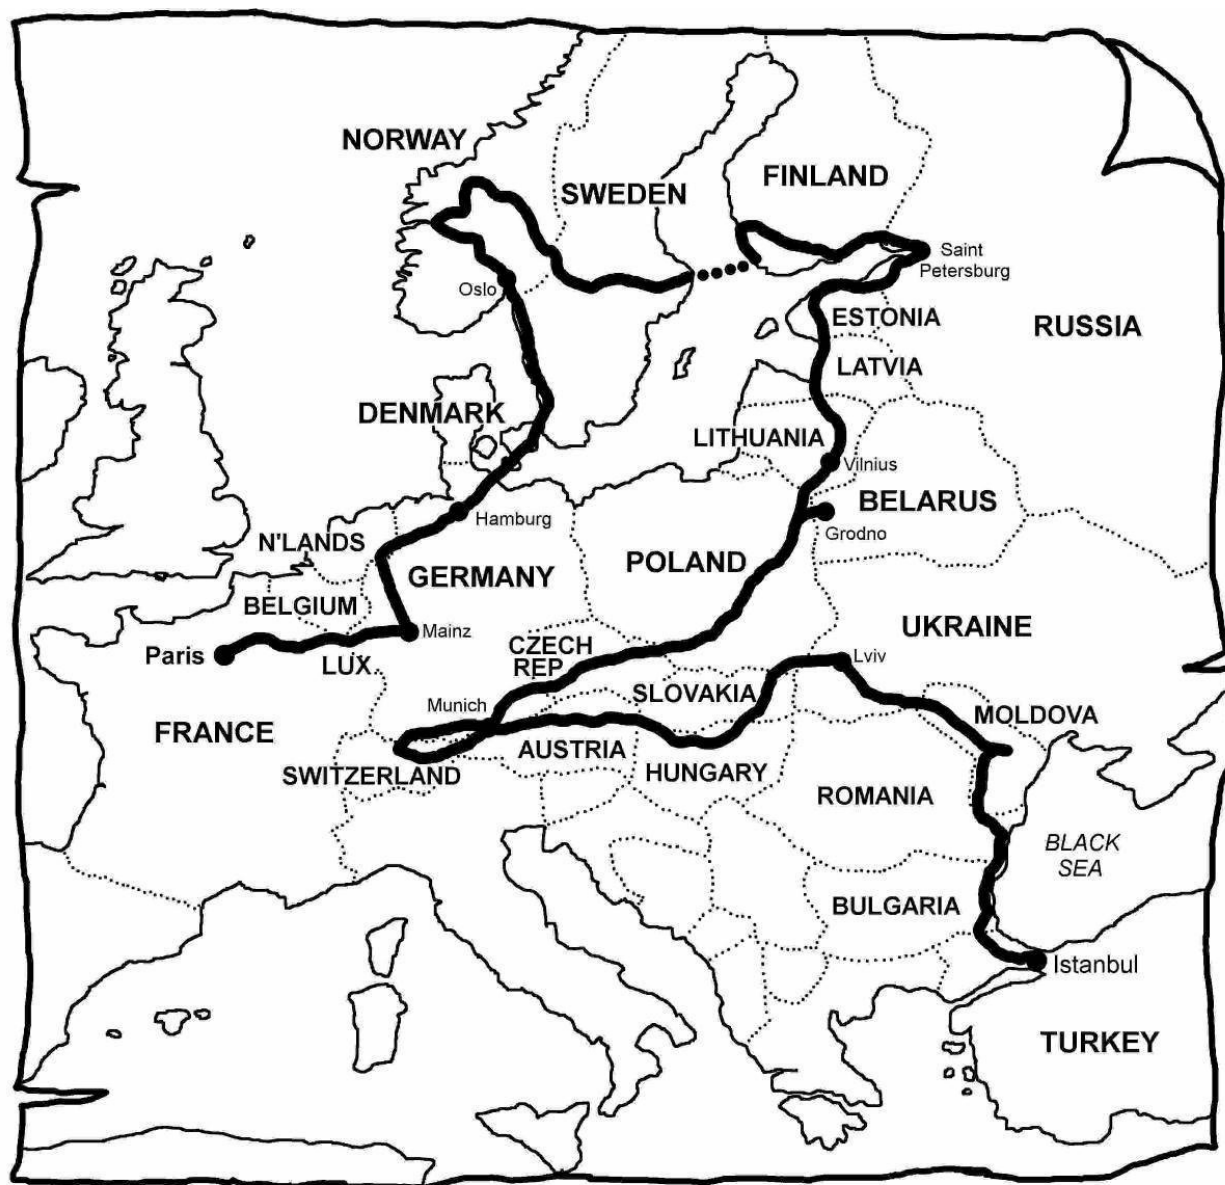 NORWAY
SWEDEN
FINLAND
Saint
Petersburg
Oslo
ESTONIA
RUSSIA
LATVIA
DENMARK
LITHUANIA
Vilnius
BELARUS
Hamburg
Grodno
N'LANDS
GERMANY
POLAND
BELGIUM
Mainz
UKRAINE
Paris
LUX
CZECH
REP
Lviv
SLOVAKIA
Munich
MOLDOVA
FRANCE
AUSTRIA
SWITZERLAND
HUNGARY
ROMANIA
BLACK
SEA
BULGARIA
Istanbul
TURKEY